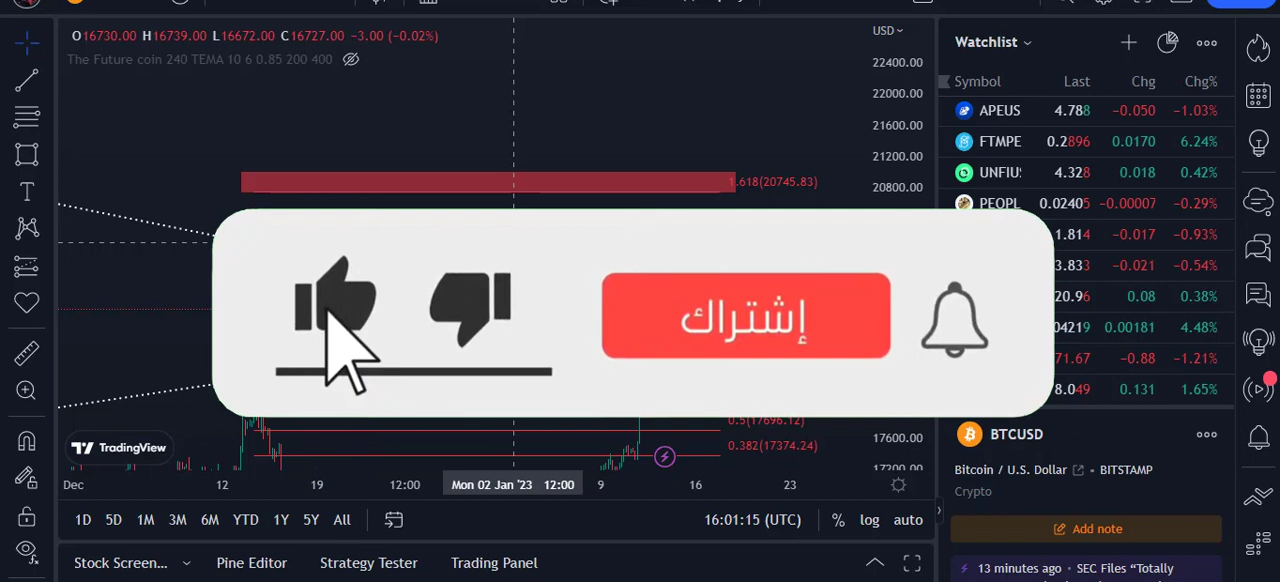 O16730.00 H16739.00 L16672.00 C16727.00 -3.00 (-0.02%)
The Future coin 240 TEMA 10 6 0.85 200 400
USD
22400.00
22000.00
21600.00
21200.00
20800.00
1.618(20745.83)
إشتراك
0.5(17696.12)
0.382(17374.24)
17600.00
17200.00
TradingView
Dec 12 19 12:00 Mon 02 Jan '23 12:00 9 16 23
1D 5D 1M 3M 6M YTD 1Y 5Y All
16:01:15 (UTC) % log auto
Stock Screen... Pine Editor Strategy Tester Trading Panel
Watchlist
Symbol Last Chg Chg%
APEUS 4.788 -0.050 -1.03%
FTMPE 0.2896 0.0170 6.24%
UNFIU 4.328 0.018 0.42%
PEOPL 0.02405 -0.00007 -0.29%
1.814 -0.017 -0.93%
3.833 -0.021 -0.54%
20.96 0.08 0.38%
04219 0.00181 4.48%
71.67 -0.88 -1.21%
8.049 0.131 1.65%
BTCUSD
Bitcoin / U.S. Dollar • BITSTAMP
Crypto
Add note
13 minutes ago • SEC Files “Totally